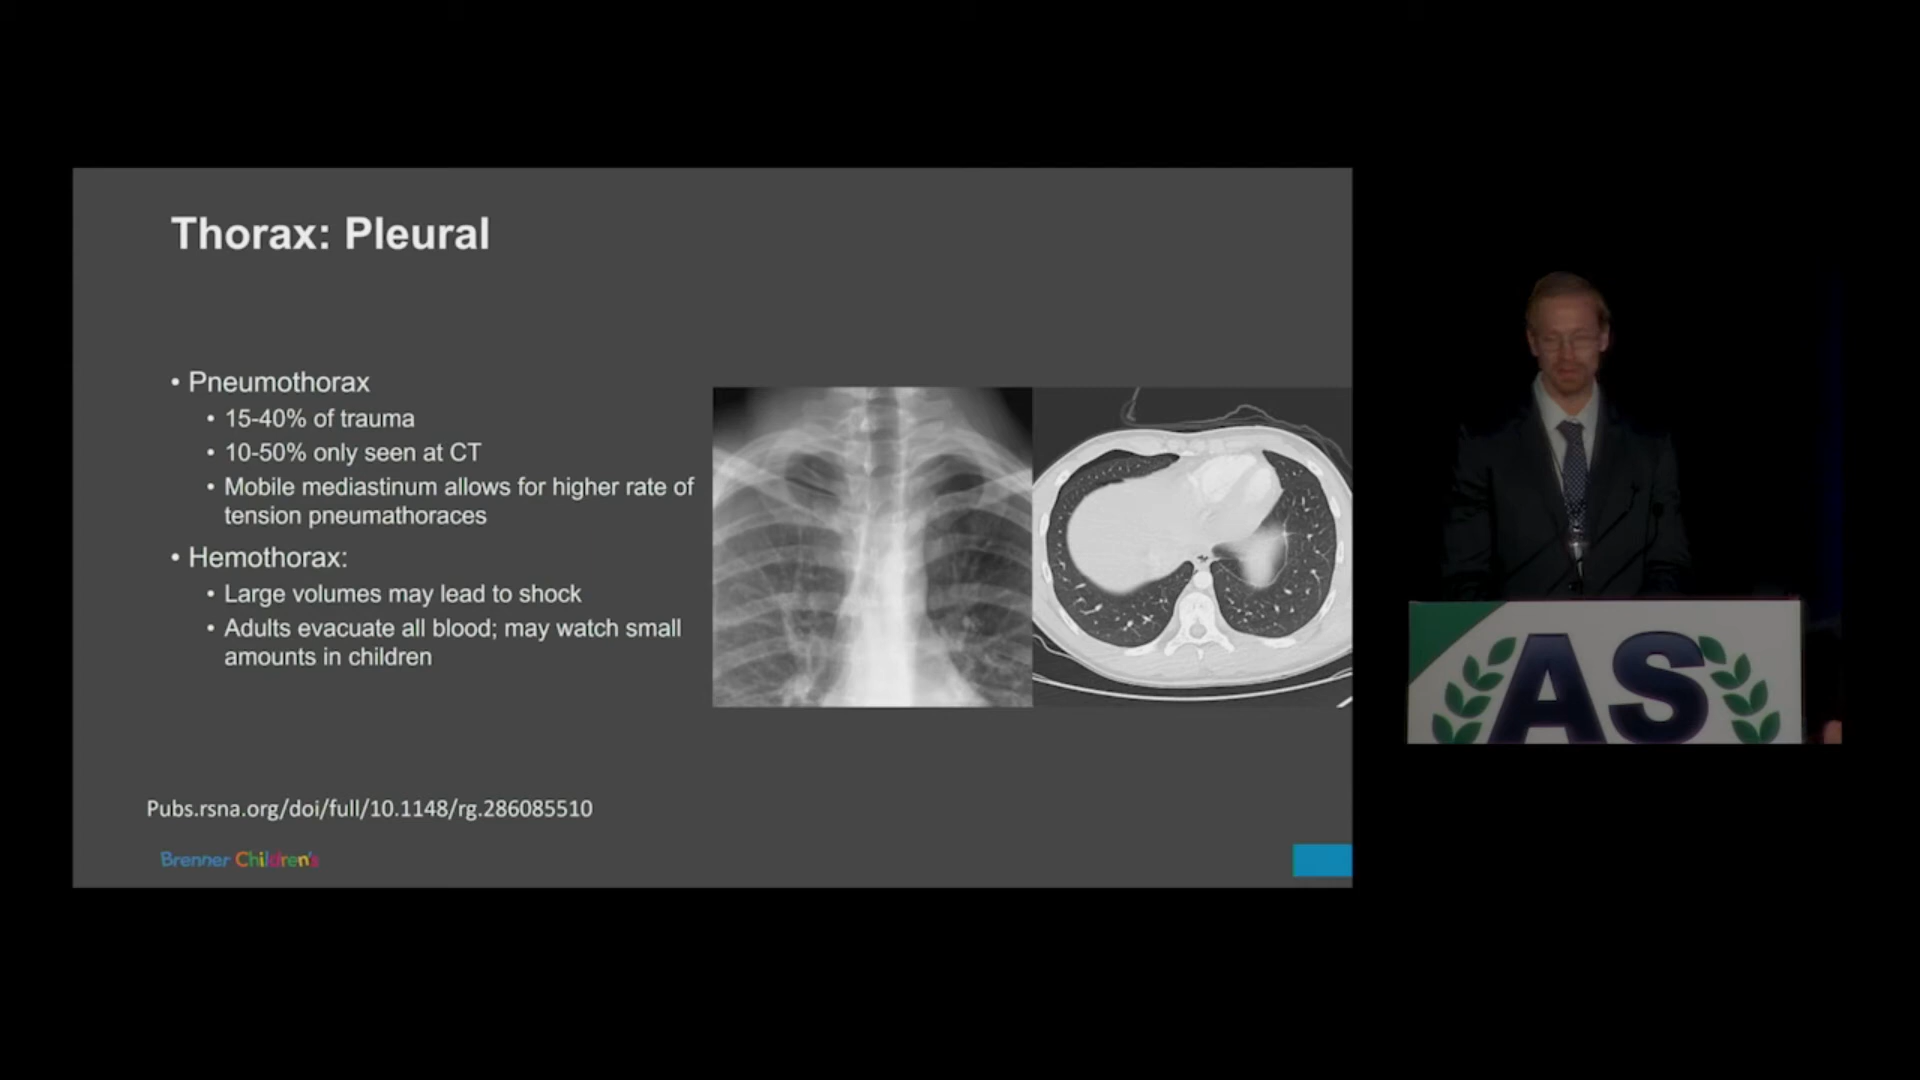 Thorax: Pleural
• Pneumothorax
• 15-40% of trauma
• 10-50% only seen at CT
• Mobile mediastinum allows for higher rate of
tension pneumathoraces
• Hemothorax:
• Large volumes may lead to shock
• Adults evacuate all blood; may watch small
amounts in children
Pubs.rsna.org/doi/full/10.1148/rg.286085510
Brenner Children's
AS